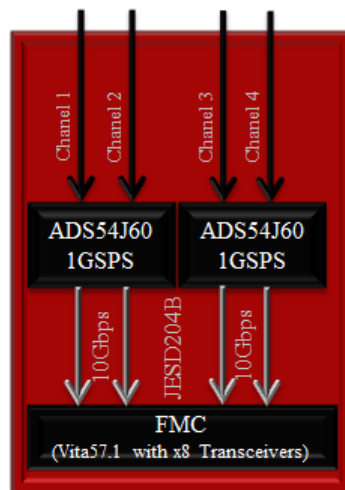 Chanel 1
Chanel 2
Chanel 3
Chanel 4
ADS54J60
1GSPS
ADS54J60
1GSPS
10Gbps
JESD204B
10Gbps
FMC
(Vita57.1 with x8 Transceivers)